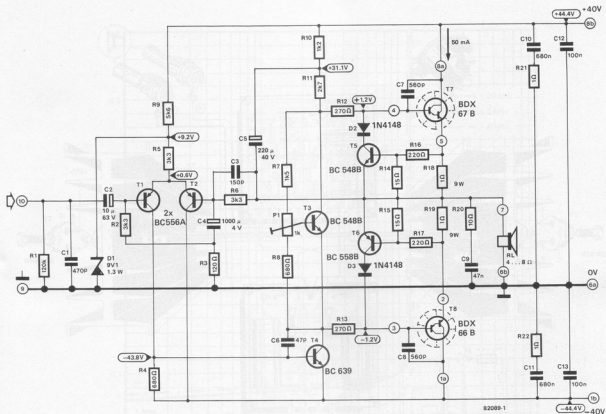 +44.4V
+40V
8b
R10
1k2
50 mA
C10
680n
C12
100n
+31.1V
8a
R21
1Ω
R11
2k7
C7
560p
R9
5k6
R12
270Ω
+1.2V
4
T7
BDX
67 B
D2
1N4148
+9.2V
C5
220 µ
40 V
5
R5
3k3
T5
R16
220Ω
BC 548B
R14
15Ω
R18
1Ω
9W
C3
150p
R7
1k5
+0.6V
T1
T2
R6
3k3
10
C2
10 µ
63 V
R2
3k3
2x
BC556A
C4
1000 µ
4 V
P1
1k
T3
BC 548B
BC 558B
R15
15Ω
R19
1Ω
9W
R20
10Ω
7
T6
R17
220Ω
RL
4 ... 8 Ω
R1
120k
C1
470p
D1
9V1
1.3 W
R3
120Ω
R8
680Ω
D3
1N4148
C9
47n
6b
0V
9
6a
2
R13
270Ω
3
T8
BDX
66 B
-1.2V
C6
47p
-43.8V
T4
BC 639
C8
560p
R22
1Ω
R4
680Ω
1a
C11
680n
C13
100n
1b
82089-1
-44.4V
-40V